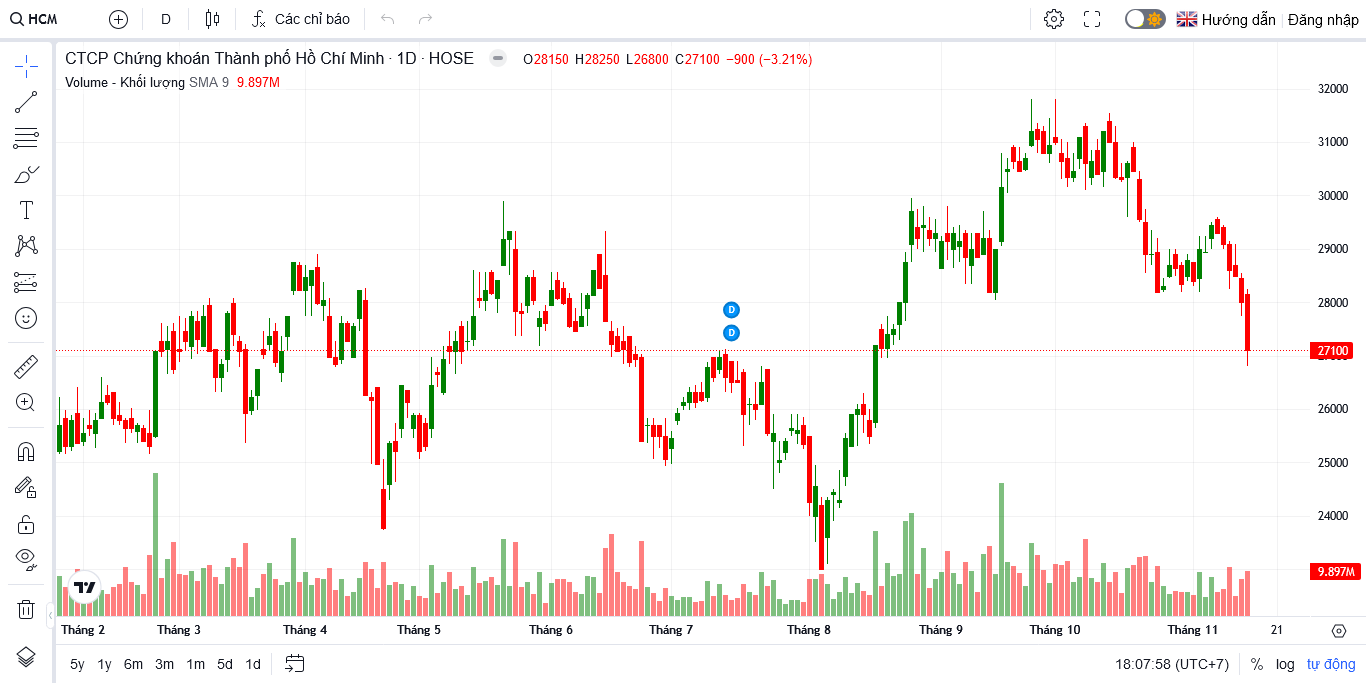 HCM D Các chỉ báo Hướng dẫn Đăng nhập
CTCP Chứng khoán Thành phố Hồ Chí Minh · 1D · HOSE O28150 H28250 L26800 C27100 −900 (−3.21%)
Volume - Khối lượng SMA 9 9.897M
32000
31000
30000
29000
28000
27100
26000
25000
24000
9.897M
D
D
Tháng 2 Tháng 3 Tháng 4 Tháng 5 Tháng 6 Tháng 7 Tháng 8 Tháng 9 Tháng 10 Tháng 11 21
5y 1y 6m 3m 1m 5d 1d 18:07:58 (UTC+7) % log tự động